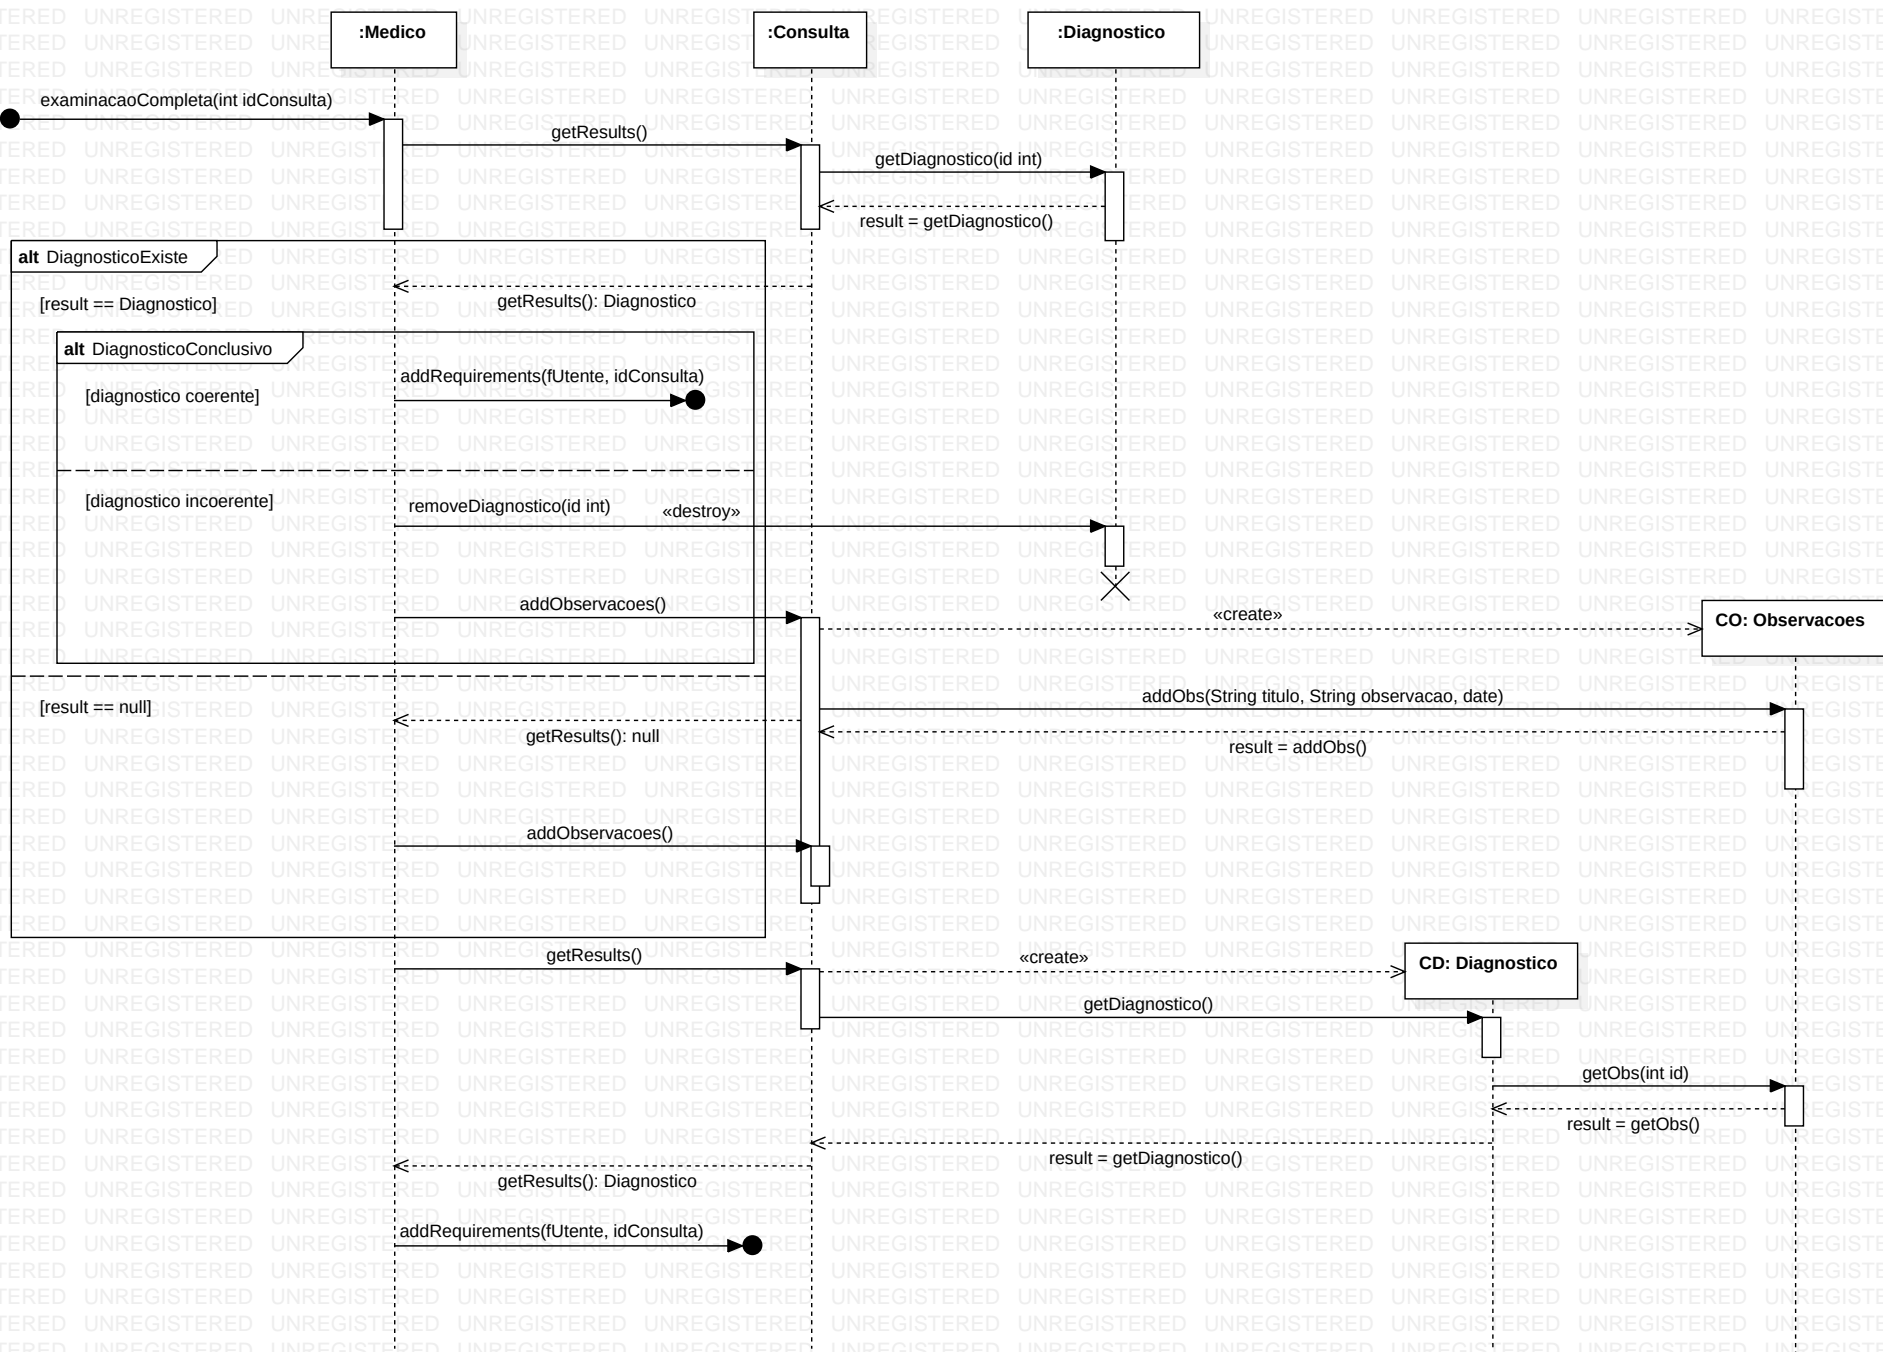 :Medico
:Consulta
:Diagnostico
examinacaoCompleta(int idConsulta)
getResults()
getDiagnostico(id int)
result = getDiagnostico()
alt DiagnosticoExiste
[result == Diagnostico]
getResults(): Diagnostico
alt DiagnosticoConclusivo
[diagnostico coerente]
addRequirements(fUtente, idConsulta)
[diagnostico incoerente]
removeDiagnostico(id int)
«destroy»
addObservacoes()
«create»
CO: Observacoes
[result == null]
addObs(String titulo, String observacao, date)
getResults(): null
result = addObs()
addObservacoes()
getResults()
«create»
CD: Diagnostico
getDiagnostico()
getObs(int id)
result = getObs()
result = getDiagnostico()
getResults(): Diagnostico
addRequirements(fUtente, idConsulta)
UNREGISTERED